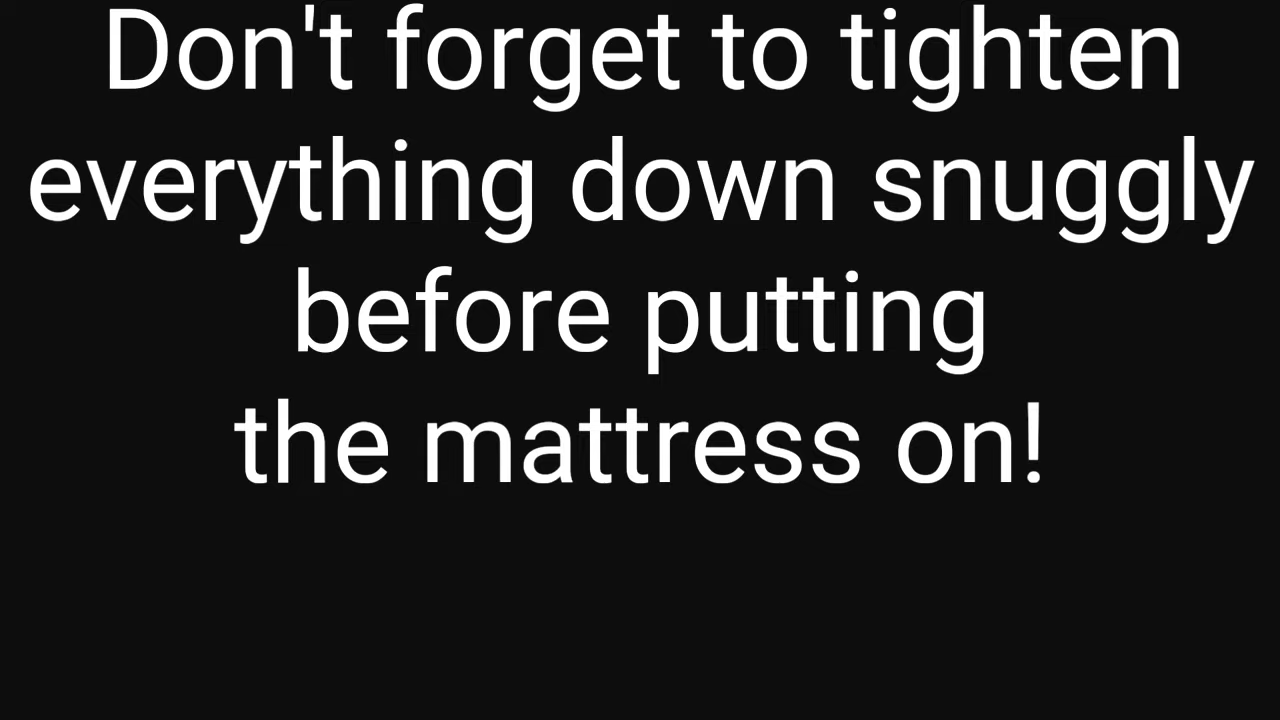 Don't forget to tighten
everything down snuggly
before putting
the mattress on!